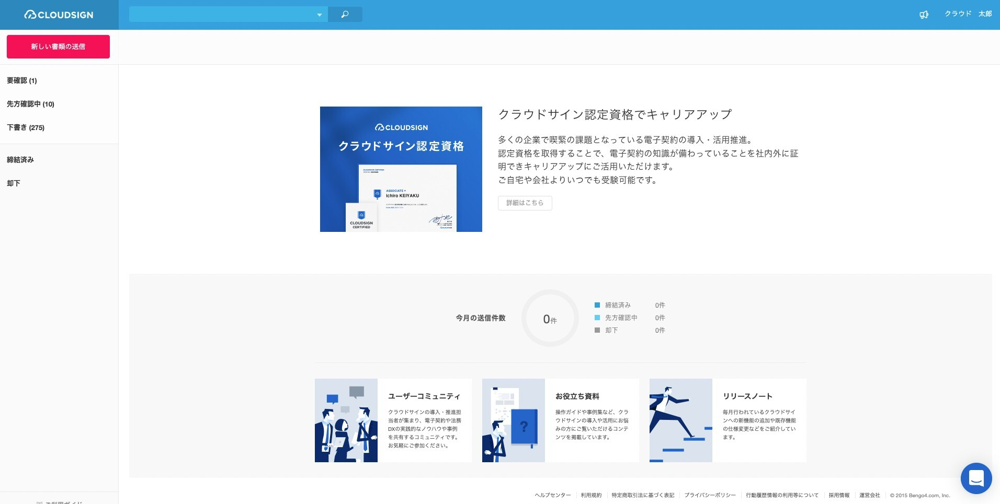 CLOUDSIGN
クラウド 太郎
新しい書類の送信
要確認 (1)
先方確認中 (10)
下書き (275)
締結済み
却下
CLOUDSIGN
クラウドサイン認定資格
CLOUDSIGN CERTIFIED
ASSOCIATE
Ichiro KEIYAKU
CLOUDSIGN
CERTIFIED
CLOUDSIGN
クラウドサイン認定資格でキャリアアップ
多くの企業で喫緊の課題となっている電子契約の導入・活用推進。
認定資格を取得することで、電子契約の知識が備わっていることを社内外に証
明できキャリアアップにご活用いただけます。
ご自宅や会社よりいつでも受験可能です。
詳細はこちら
今月の送信件数
0件
締結済み 0件
先方確認中 0件
却下 0件
ユーザーコミュニティ
クラウドサインの導入・推進担
当者が集まり、電子契約や法務
DXの実践的なノウハウや事例
を共有するコミュニティです。
お気軽にご参加ください。
?
お役立ち資料
操作ガイドや事例集など、クラ
ウドサインの導入や活用にお悩
みの方にご覧いただけるコンテ
ンツを掲載しています。
リリースノート
毎月行われているクラウドサイ
ンへの新機能の追加や既存機能
の仕様変更などをご紹介してい
ます。
ご利用ガイド
ヘルプセンター 利用規約 特定商取引法に基づく表記 プライバシーポリシー 行動履歴情報の利用等について 採用情報 運営会社 © 2015 Bengo4.com, Inc.